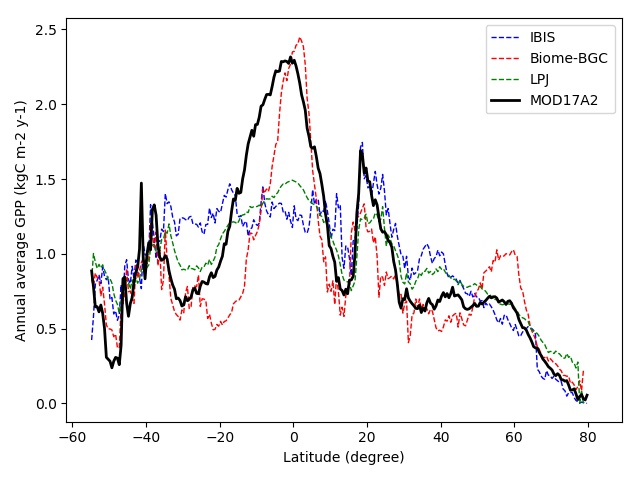 2.5
2.0
1.5
1.0
0.5
0.0
Annual average GPP (kgC m-2 y-1)
IBIS
Biome-BGC
LPJ
MOD17A2
−60 −40 −20 0 20 40 60 80
Latitude (degree)